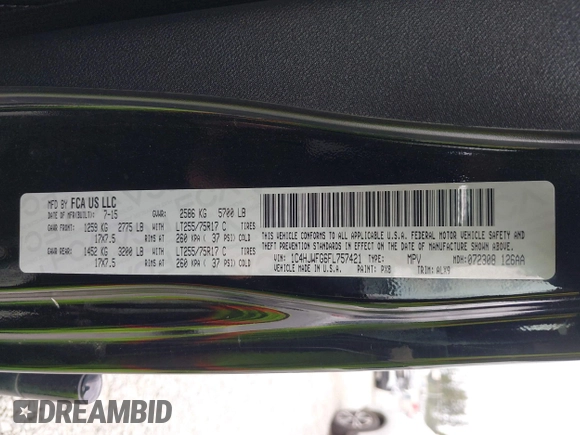 MFD BY FCA US LLC
DATE OF MFR(BUILT): 7-15 GVWR: 2586 KG 5700 LB
GAWR FRONT: 1259 KG 2775 LB WITH LT255/75R17 C TIRES
17X7.5 RIMS AT 260 KPA ( 37 PSI) COLD
GAWR REAR: 1452 KG 3200 LB WITH LT255/75R17 C TIRES
17X7.5 RIMS AT 260 KPA ( 37 PSI) COLD
THIS VEHICLE CONFORMS TO ALL APPLICABLE U.S.A. FEDERAL MOTOR VEHICLE SAFETY AND
STANDARDS IN EFFECT ON THE DATE OF MANUFACTURE SHOWN ABOVE.
VIN: 1C4HJWFG6FL757421 TYPE: MPV MDH: 072308 126AA
VEHICLE MADE IN U.S.A. PAINT: PX8 TRIM: ALX9
DREAMBID